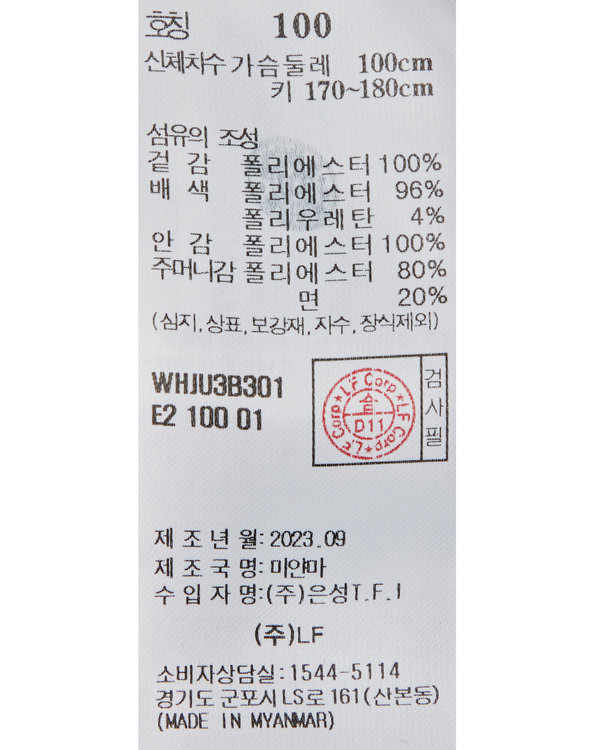 호칭 100
신체치수 가슴둘레 100cm
키 170~180cm
섬유의 조성
겉감 폴리에스터 100%
배색 폴리에스터 96%
폴리우레탄 4%
안감 폴리에스터 100%
주머니감 폴리에스터 80%
면 20%
(심지,상표,보강재,자수,장식제외)
WHJU3B301
E2 100 01
LF Corp ★ LF Corp ★ LF Corp ★
D11
검사필
제조년월: 2023.09
제조국명: 미얀마
수입자명:(주)은성T.F.I
(주)LF
소비자상담실: 1544-5114
경기도 군포시 LS로 161(산본동)
(MADE IN MYANMAR)